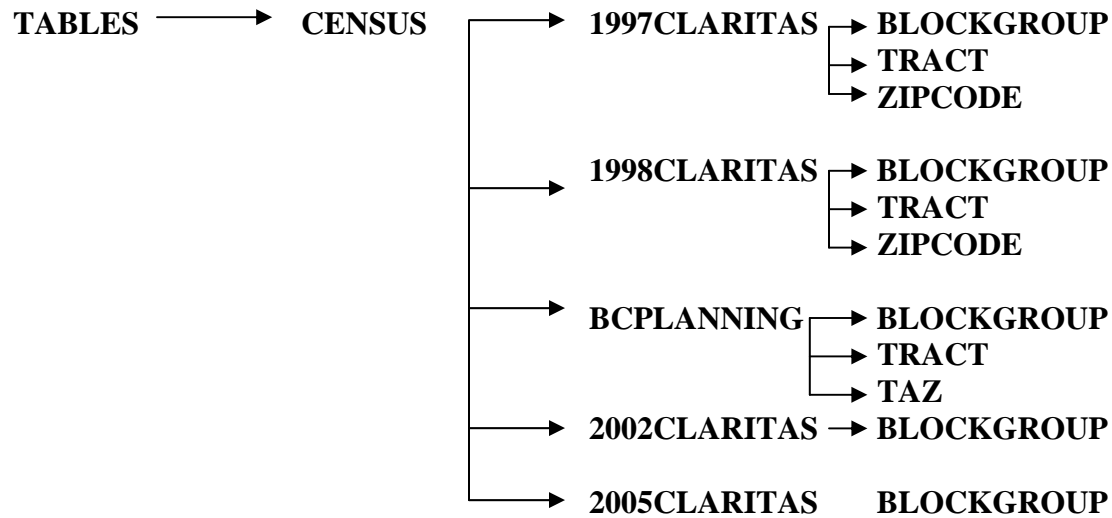 TABLES CENSUS 1997CLARITAS BLOCKGROUP
TRACT
ZIPCODE
1998CLARITAS BLOCKGROUP
TRACT
ZIPCODE
BCPLANNING BLOCKGROUP
TRACT
TAZ
2002CLARITAS BLOCKGROUP
2005CLARITAS BLOCKGROUP